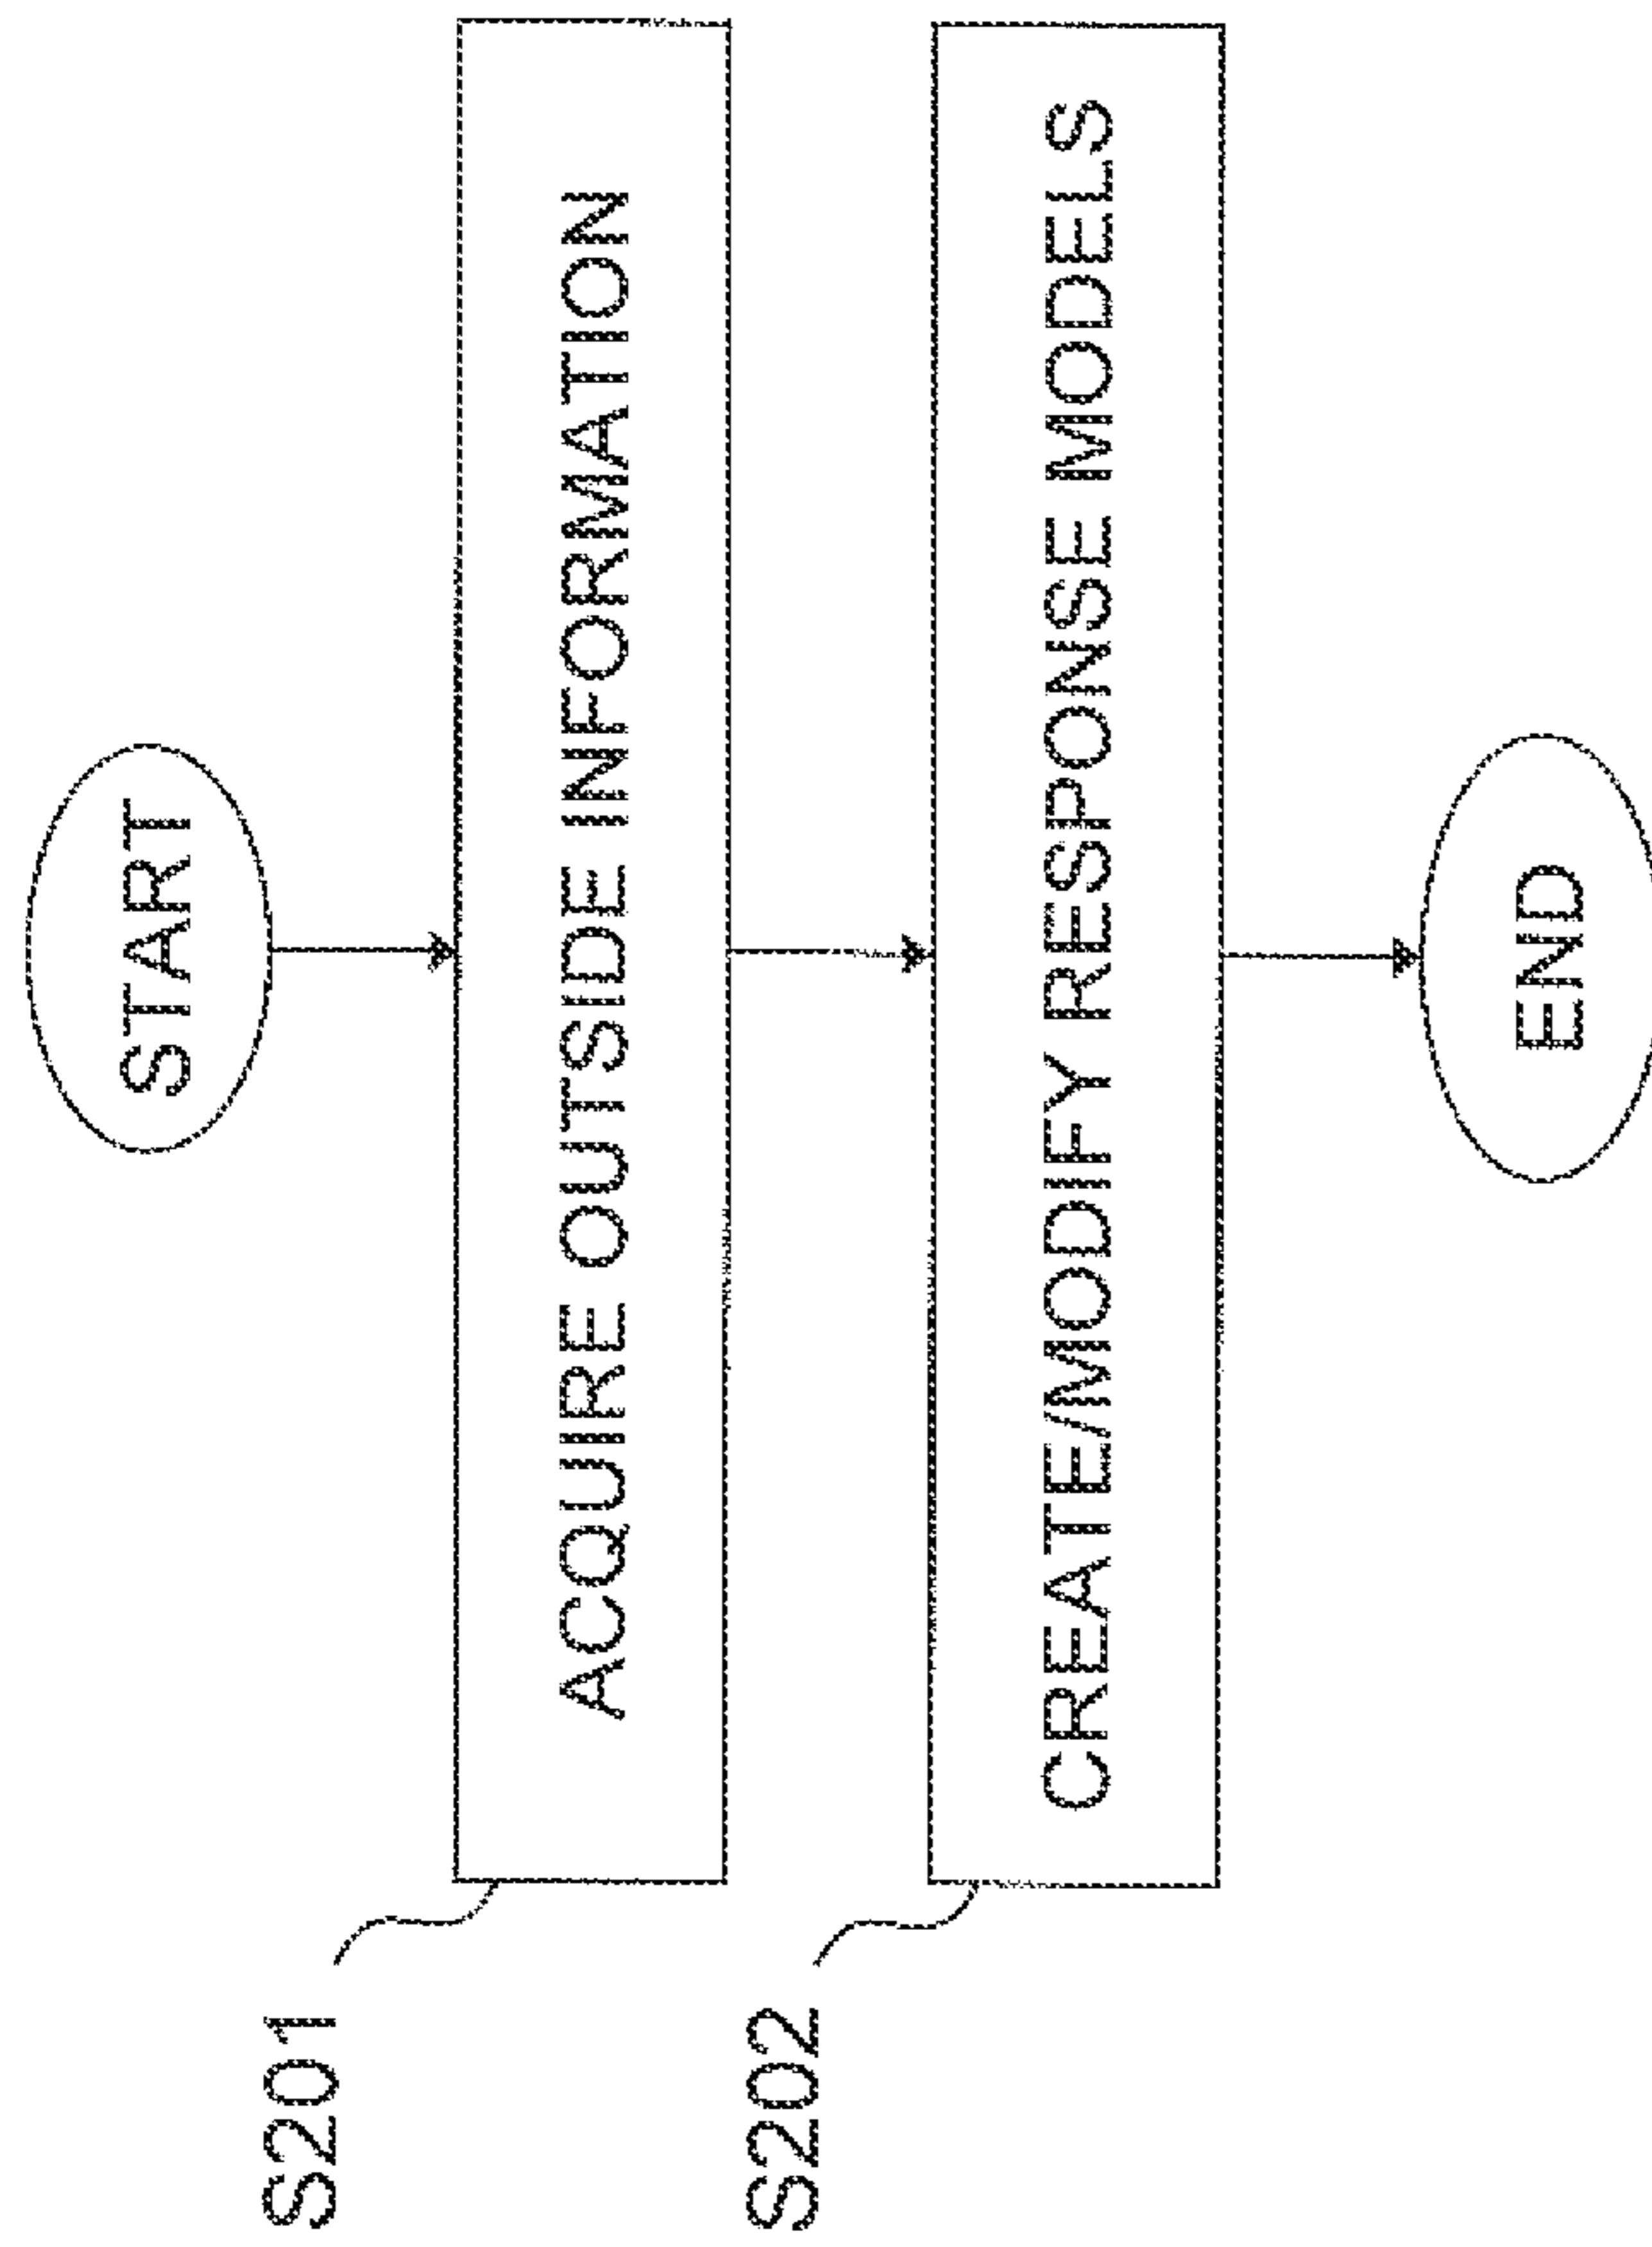 START
S201
ACQUIRE OUTSIDE INFORMATION
S202
CREATE/MODIFY RESPONSE MODELS
END